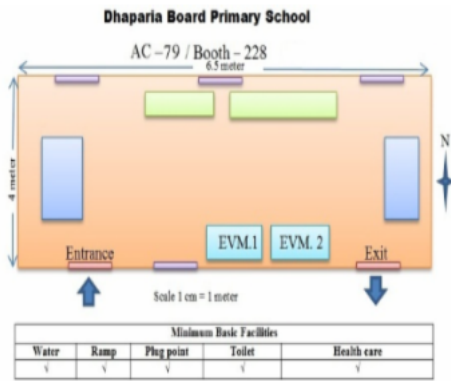 Dhaparia Board Primary School
AC – 79 / Booth – 228
6.5 meter
4 meter
N
EVM.1 EVM. 2
Entrance Exit
Scale 1 cm = 1 meter
Minimum Basic Facilities
Water Ramp Plug point Toilet Health care
√ √ √ √ √